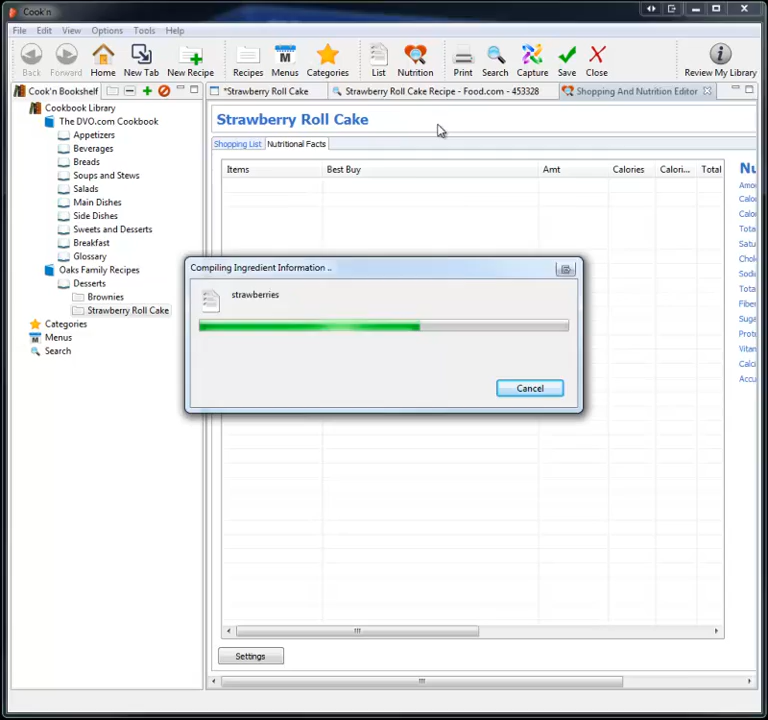 Cook'n
File Edit View Options Tools Help
Back Forward Home New Tab New Recipe Recipes Menus Categories List Nutrition Print Search Capture Save Close Review My Library
Cook'n Bookshelf
*Strawberry Roll Cake Strawberry Roll Cake Recipe - Food.com - 453328 Shopping And Nutrition Editor
Cookbook Library
The DVO.com Cookbook
Appetizers
Beverages
Breads
Soups and Stews
Salads
Main Dishes
Side Dishes
Sweets and Desserts
Breakfast
Glossary
Oaks Family Recipes
Desserts
Brownies
Strawberry Roll Cake
Categories
Menus
Search
Strawberry Roll Cake
Shopping List Nutritional Facts
Items Best Buy Amt Calories Calori... Total
Compiling Ingredient Information ..
strawberries
Cancel
Settings